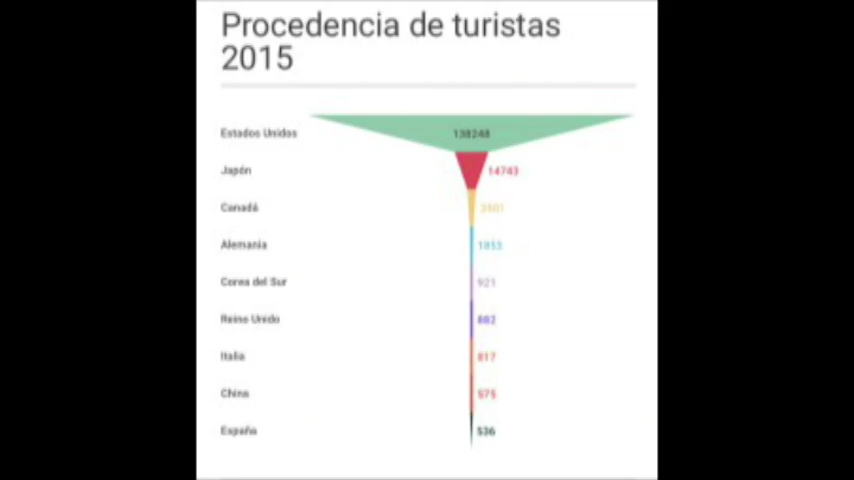 Procedencia de turistas
2015
Estados Unidos 138248
Japón 14743
Canadá
Alemania 1853
Corea del Sur 921
Reino Unido 882
Italia 817
China 575
España 536